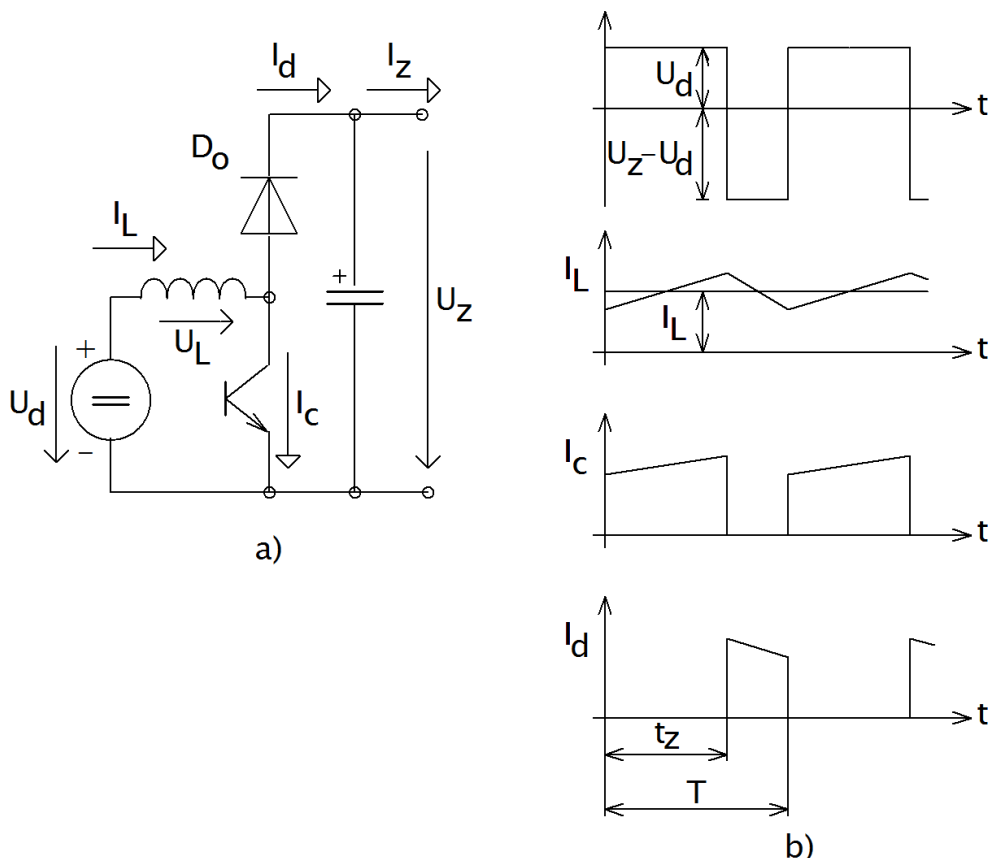 I_d
I_z
D_o
I_L
+
U_L
U_z
+
U_d
-
I_c
a)
U_d
t
U_z-U_d
I_L
I_L
t
I_c
t
I_d
t
t_z
T
b)